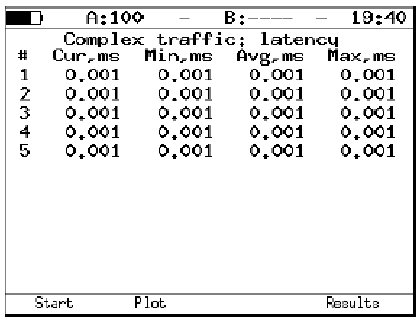 A:100 – B:---- – 19:40
Complex traffic; latency
# Cur,ms Min,ms Avg,ms Max,ms
1 0.001 0.001 0.001 0.001
2 0.001 0.001 0.001 0.001
3 0.001 0.001 0.001 0.001
4 0.001 0.001 0.001 0.001
5 0.001 0.001 0.001 0.001
Start Plot Results